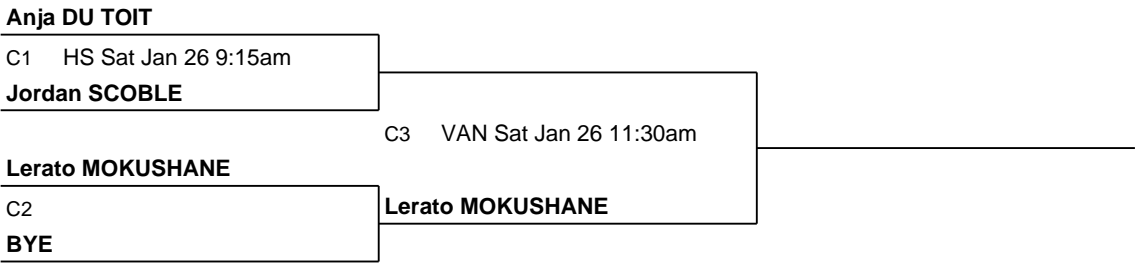 Anja DU TOIT
C1 HS Sat Jan 26 9:15am
Jordan SCOBLE
C3 VAN Sat Jan 26 11:30am
Lerato MOKUSHANE
C2
Lerato MOKUSHANE
BYE